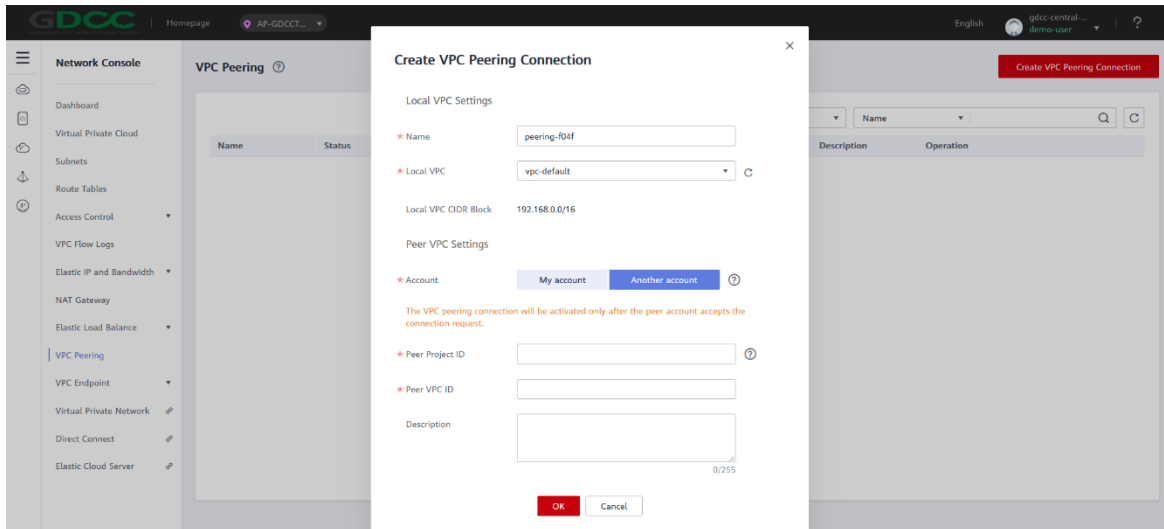 GDCC
Homepage
AP-GDCCT...
English
gdcc-central-...
demo-user
?
Network Console
Dashboard
Virtual Private Cloud
Subnets
Route Tables
Access Control
VPC Flow Logs
Elastic IP and Bandwidth
NAT Gateway
Elastic Load Balance
VPC Peering
VPC Endpoint
Virtual Private Network
Direct Connect
Elastic Cloud Server
VPC Peering ?
Create VPC Peering Connection
Name
Name
Status
Description
Operation
Create VPC Peering Connection
×
Local VPC Settings
* Name
peering-f04f
* Local VPC
vpc-default
Local VPC CIDR Block
192.168.0.0/16
Peer VPC Settings
* Account
My account
Another account
?
The VPC peering connection will be activated only after the peer account accepts the
connection request.
* Peer Project ID
?
* Peer VPC ID
Description
0/255
OK
Cancel